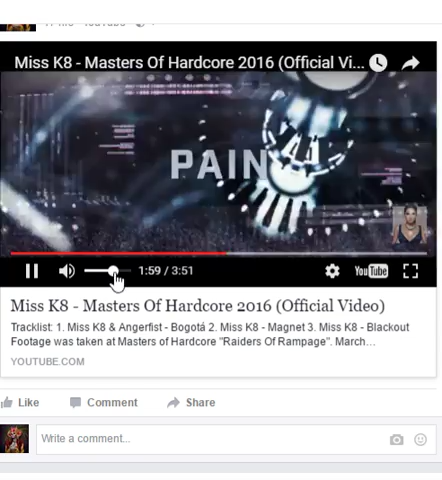 Miss K8 - Masters Of Hardcore 2016 (Official Vi...
PAIN
1:59 / 3:51
YouTube
Miss K8 - Masters Of Hardcore 2016 (Official Video)
Tracklist: 1. Miss K8 & Angerfist - Bogotá 2. Miss K8 - Magnet 3. Miss K8 - Blackout
Footage was taken at Masters of Hardcore "Raiders Of Rampage". March...
YOUTUBE.COM
Like Comment Share
Write a comment...